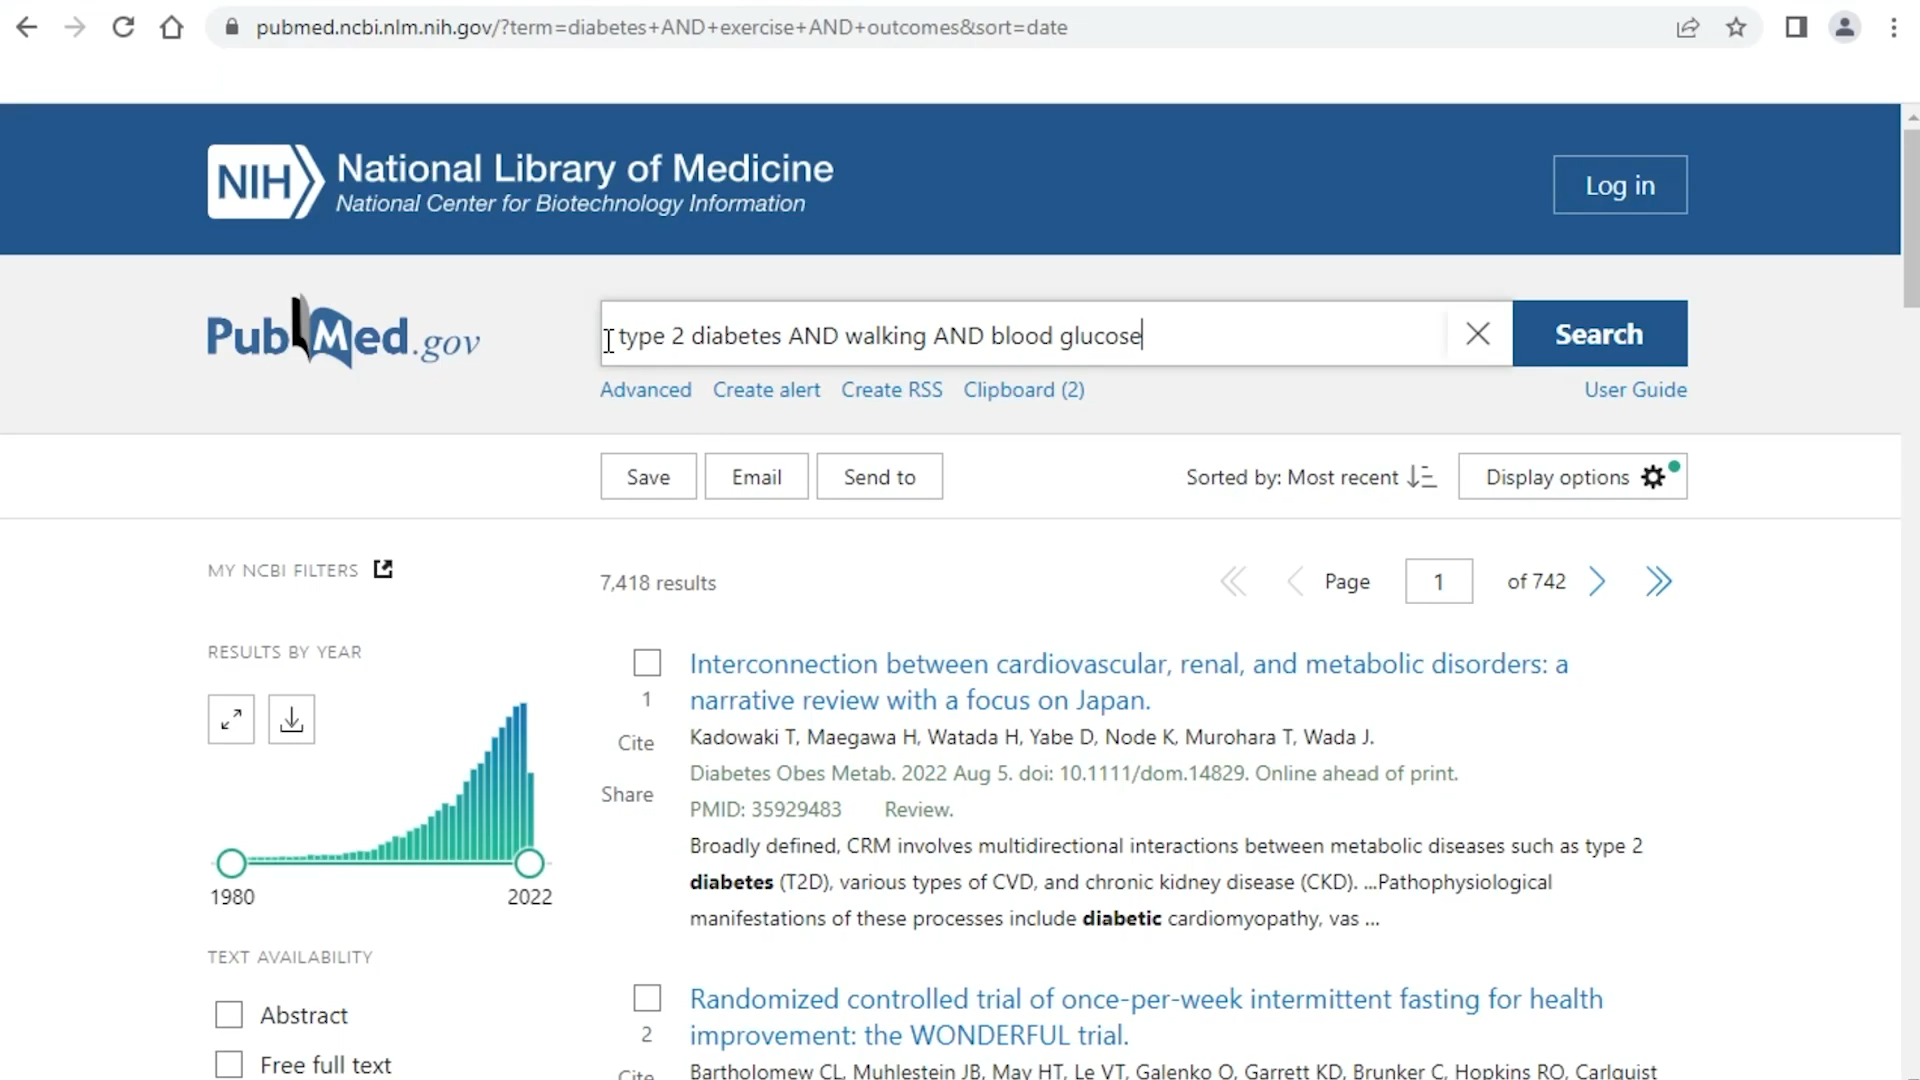 pubmed.ncbi.nlm.nih.gov/?term=diabetes+AND+exercise+AND+outcomes&sort=date
NIH National Library of Medicine
National Center for Biotechnology Information
Log in
PubMed.gov
type 2 diabetes AND walking AND blood glucose
Search
Advanced Create alert Create RSS Clipboard (2)
User Guide
Save Email Send to
Sorted by: Most recent
Display options
MY NCBI FILTERS
7,418 results
Page 1 of 742
RESULTS BY YEAR
1980 2022
TEXT AVAILABILITY
Abstract
Free full text
1
Cite
Share
Interconnection between cardiovascular, renal, and metabolic disorders: a
narrative review with a focus on Japan.
Kadowaki T, Maegawa H, Watada H, Yabe D, Node K, Murohara T, Wada J.
Diabetes Obes Metab. 2022 Aug 5. doi: 10.1111/dom.14829. Online ahead of print.
PMID: 35929483 Review.
Broadly defined, CRM involves multidirectional interactions between metabolic diseases such as type 2
diabetes (T2D), various types of CVD, and chronic kidney disease (CKD). ...Pathophysiological
manifestations of these processes include diabetic cardiomyopathy, vas ...
2
Cite
Randomized controlled trial of once-per-week intermittent fasting for health
improvement: the WONDERFUL trial.
Bartholomew CL, Muhlestein JB, May HT, Le VT, Galenko O, Garrett KD, Brunker C, Hopkins RO, Carlquist